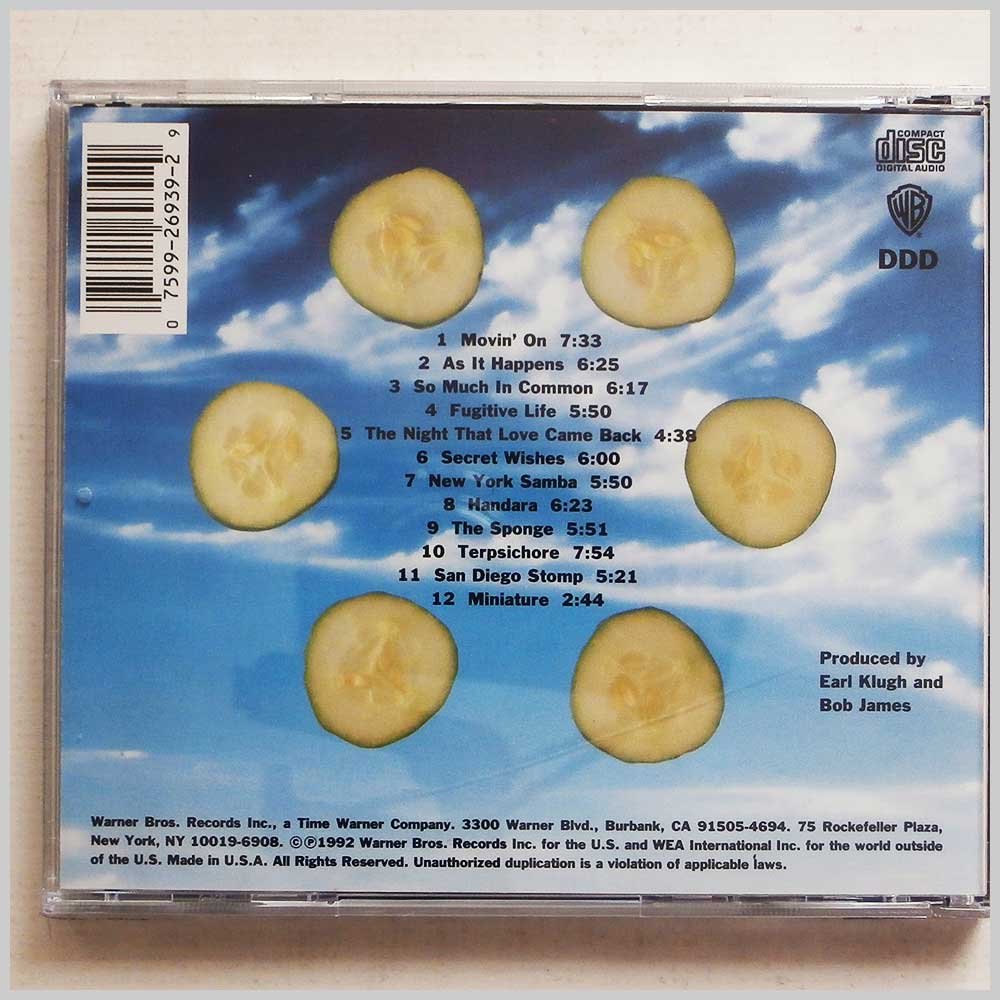 0 7599-26939-2 9
COMPACT
disc
DIGITAL AUDIO
WB
DDD
1 Movin' On 7:33
2 As It Happens 6:25
3 So Much In Common 6:17
4 Fugitive Life 5:50
5 The Night That Love Came Back 4:38
6 Secret Wishes 6:00
7 New York Samba 5:50
8 Handara 6:23
9 The Sponge 5:51
10 Terpsichore 7:54
11 San Diego Stomp 5:21
12 Miniature 2:44
Produced by
Earl Klugh and
Bob James
Warner Bros. Records Inc., a Time Warner Company. 3300 Warner Blvd., Burbank, CA 91505-4694. 75 Rockefeller Plaza,
New York, NY 10019-6908. ©℗1992 Warner Bros. Records Inc. for the U.S. and WEA International Inc. for the world outside
of the U.S. Made in U.S.A. All Rights Reserved. Unauthorized duplication is a violation of applicable laws.